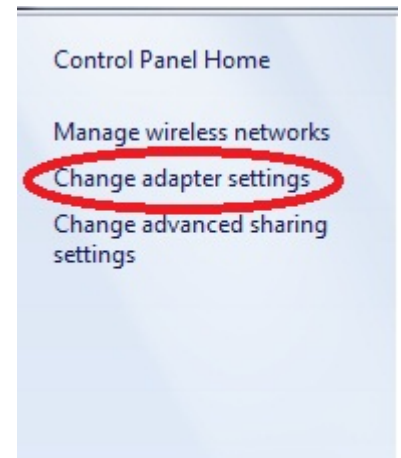 Control Panel Home
Manage wireless networks
Change adapter settings
Change advanced sharing
settings